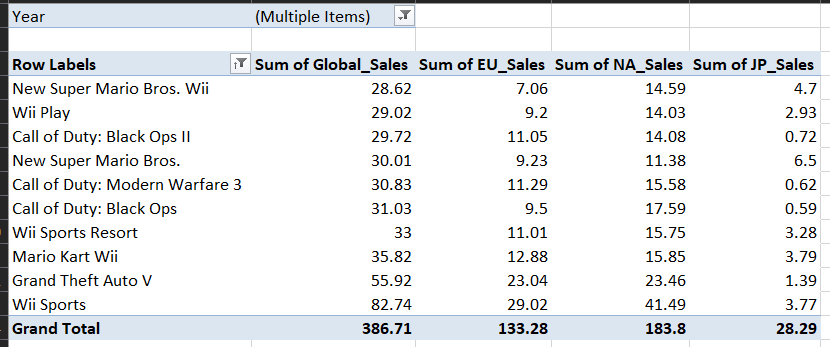 Year (Multiple Items)
Row Labels Sum of Global_Sales Sum of EU_Sales Sum of NA_Sales Sum of JP_Sales
New Super Mario Bros. Wii 28.62 7.06 14.59 4.7
Wii Play 29.02 9.2 14.03 2.93
Call of Duty: Black Ops II 29.72 11.05 14.08 0.72
New Super Mario Bros. 30.01 9.23 11.38 6.5
Call of Duty: Modern Warfare 3 30.83 11.29 15.58 0.62
Call of Duty: Black Ops 31.03 9.5 17.59 0.59
Wii Sports Resort 33 11.01 15.75 3.28
Mario Kart Wii 35.82 12.88 15.85 3.79
Grand Theft Auto V 55.92 23.04 23.46 1.39
Wii Sports 82.74 29.02 41.49 3.77
Grand Total 386.71 133.28 183.8 28.29